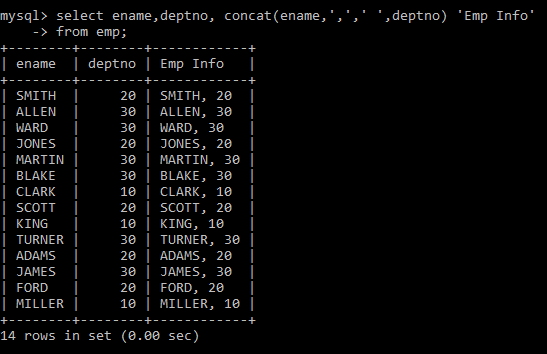 mysql> select ename,deptno, concat(ename,',',' ',deptno) 'Emp Info'
    -> from emp;
+--------+--------+------------+
| ename  | deptno | Emp Info   |
+--------+--------+------------+
| SMITH  |     20 | SMITH, 20  |
| ALLEN  |     30 | ALLEN, 30  |
| WARD   |     30 | WARD, 30   |
| JONES  |     20 | JONES, 20  |
| MARTIN |     30 | MARTIN, 30 |
| BLAKE  |     30 | BLAKE, 30  |
| CLARK  |     10 | CLARK, 10  |
| SCOTT  |     20 | SCOTT, 20  |
| KING   |     10 | KING, 10   |
| TURNER |     30 | TURNER, 30 |
| ADAMS  |     20 | ADAMS, 20  |
| JAMES  |     30 | JAMES, 30  |
| FORD   |     20 | FORD, 20   |
| MILLER |     10 | MILLER, 10 |
+--------+--------+------------+
14 rows in set (0.00 sec)